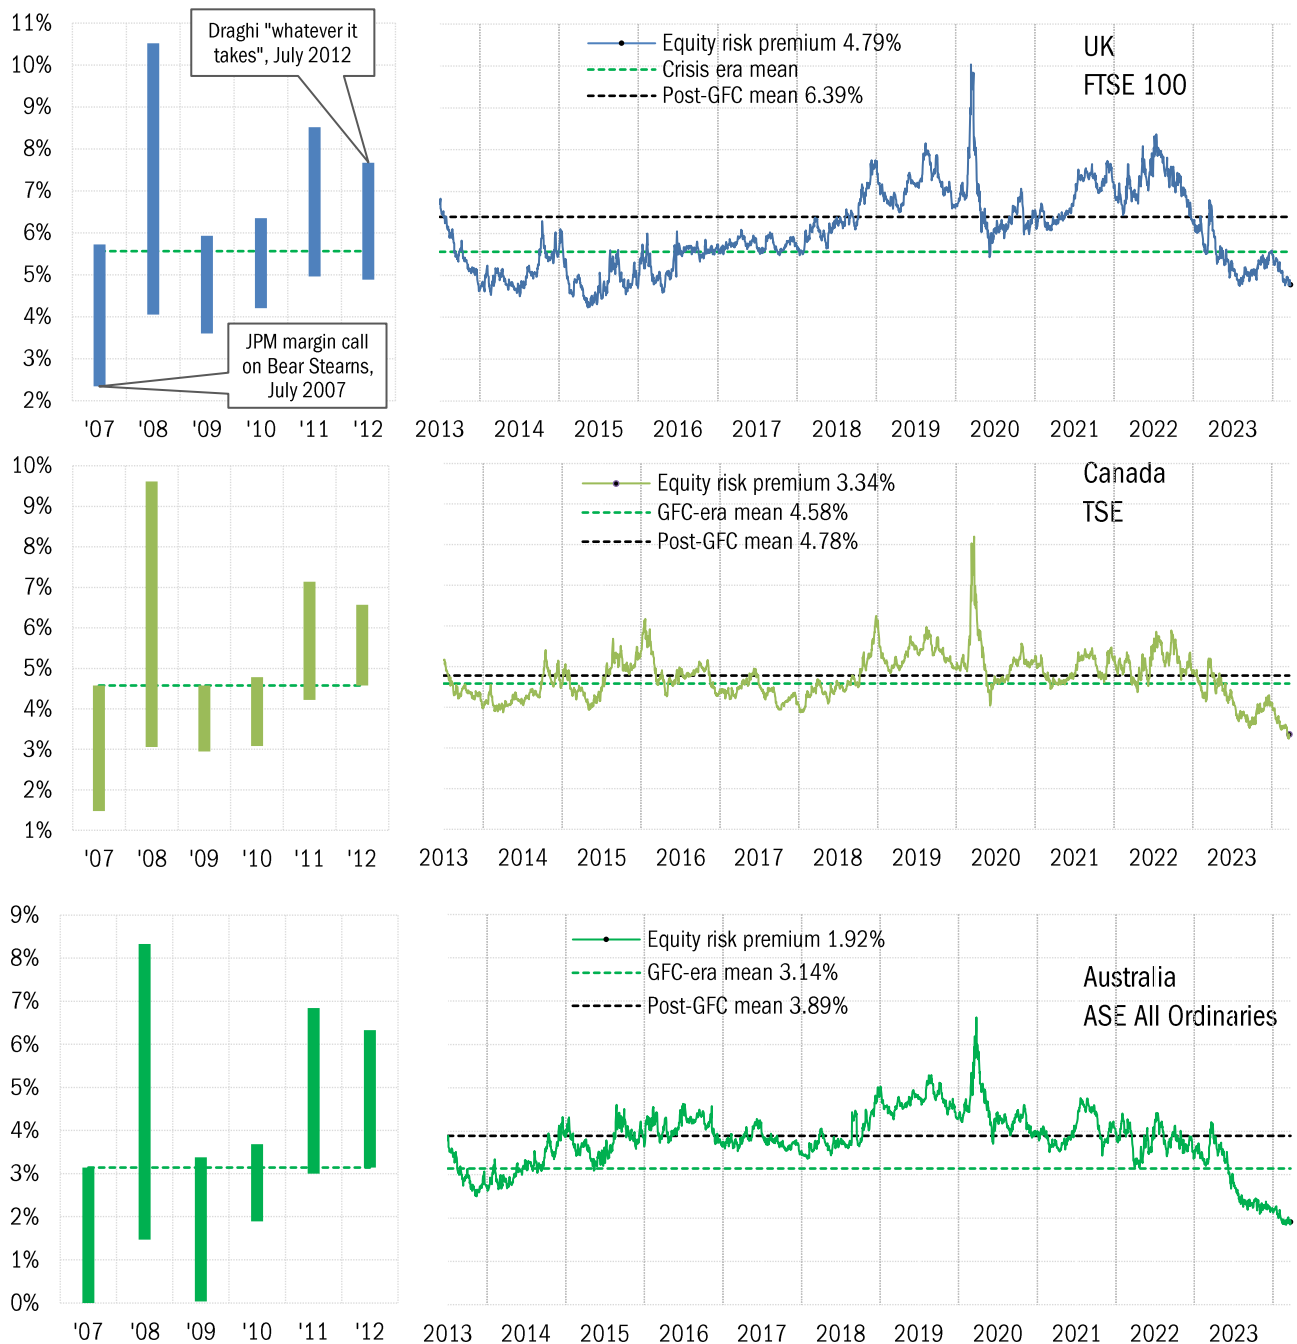 11%
10%
9%
8%
7%
6%
5%
4%
3%
2%
Draghi "whatever it
takes", July 2012
JPM margin call
on Bear Stearns,
July 2007
'07 '08 '09 '10 '11 '12
Equity risk premium 4.79%
Crisis era mean
Post-GFC mean 6.39%
UK
FTSE 100
2013 2014 2015 2016 2017 2018 2019 2020 2021 2022 2023
10%
9%
8%
7%
6%
5%
4%
3%
2%
1%
'07 '08 '09 '10 '11 '12
Equity risk premium 3.34%
GFC-era mean 4.58%
Post-GFC mean 4.78%
Canada
TSE
2013 2014 2015 2016 2017 2018 2019 2020 2021 2022 2023
9%
8%
7%
6%
5%
4%
3%
2%
1%
0%
'07 '08 '09 '10 '11 '12
Equity risk premium 1.92%
GFC-era mean 3.14%
Post-GFC mean 3.89%
Australia
ASE All Ordinaries
2013 2014 2015 2016 2017 2018 2019 2020 2021 2022 2023